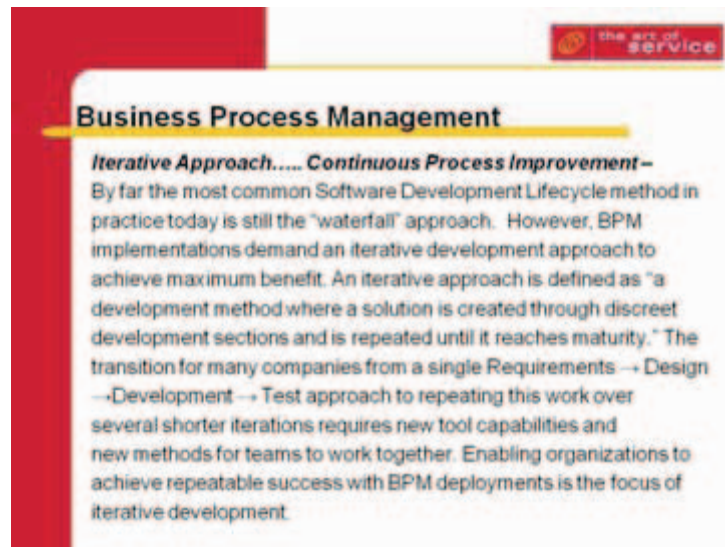 the art of
service
Business Process Management
Iterative Approach..... Continuous Process Improvement –
By far the most common Software Development Lifecycle method in
practice today is still the "waterfall" approach. However, BPM
implementations demand an iterative development approach to
achieve maximum benefit. An iterative approach is defined as "a
development method where a solution is created through discreet
development sections and is repeated until it reaches maturity." The
transition for many companies from a single Requirements → Design
→Development → Test approach to repeating this work over
several shorter iterations requires new tool capabilities and
new methods for teams to work together. Enabling organizations to
achieve repeatable success with BPM deployments is the focus of
iterative development.